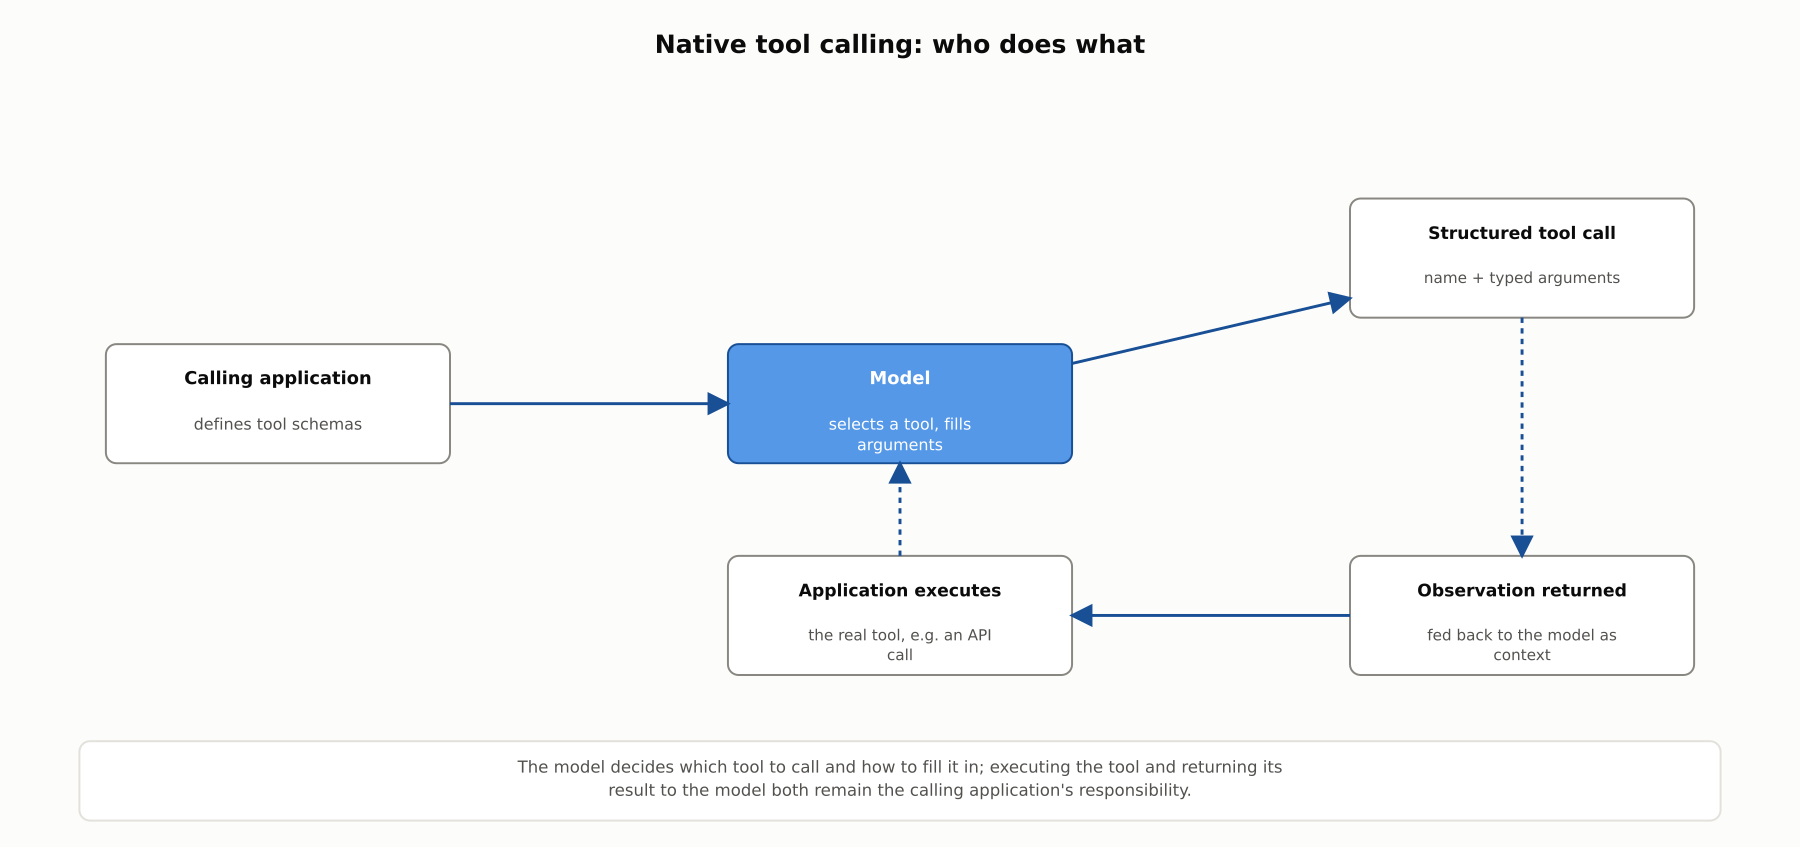 Native tool calling: who does what
Structured tool call
name + typed arguments
Calling application
defines tool schemas
Model
selects a tool, fills
arguments
Application executes
the real tool, e.g. an API
call
Observation returned
fed back to the model as
context
The model decides which tool to call and how to fill it in; executing the tool and returning its
result to the model both remain the calling application's responsibility.